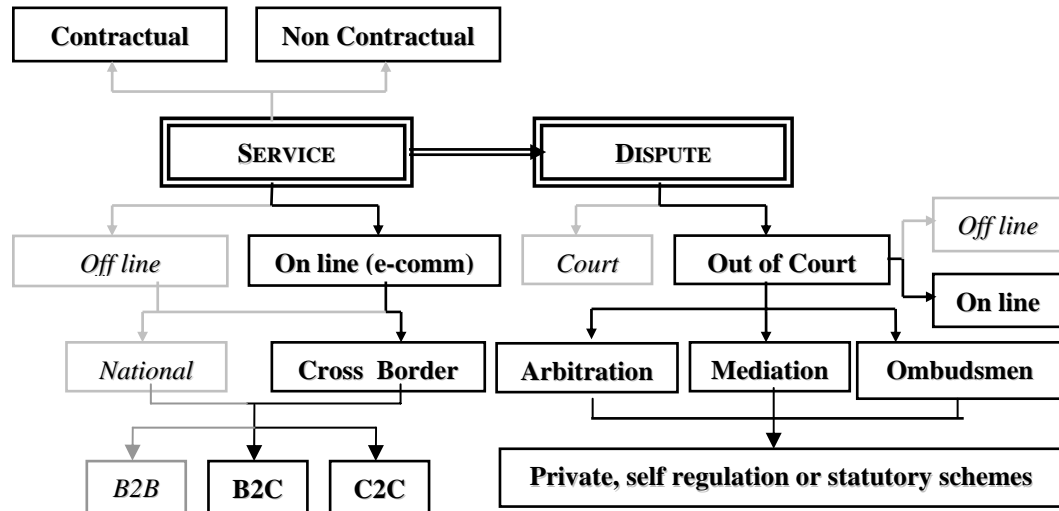 Contractual
Non Contractual
SERVICE
DISPUTE
Off line
On line (e-comm)
Court
Out of Court
Off line
On line
National
Cross Border
Arbitration
Mediation
Ombudsmen
B2B
B2C
C2C
Private, self regulation or statutory schemes